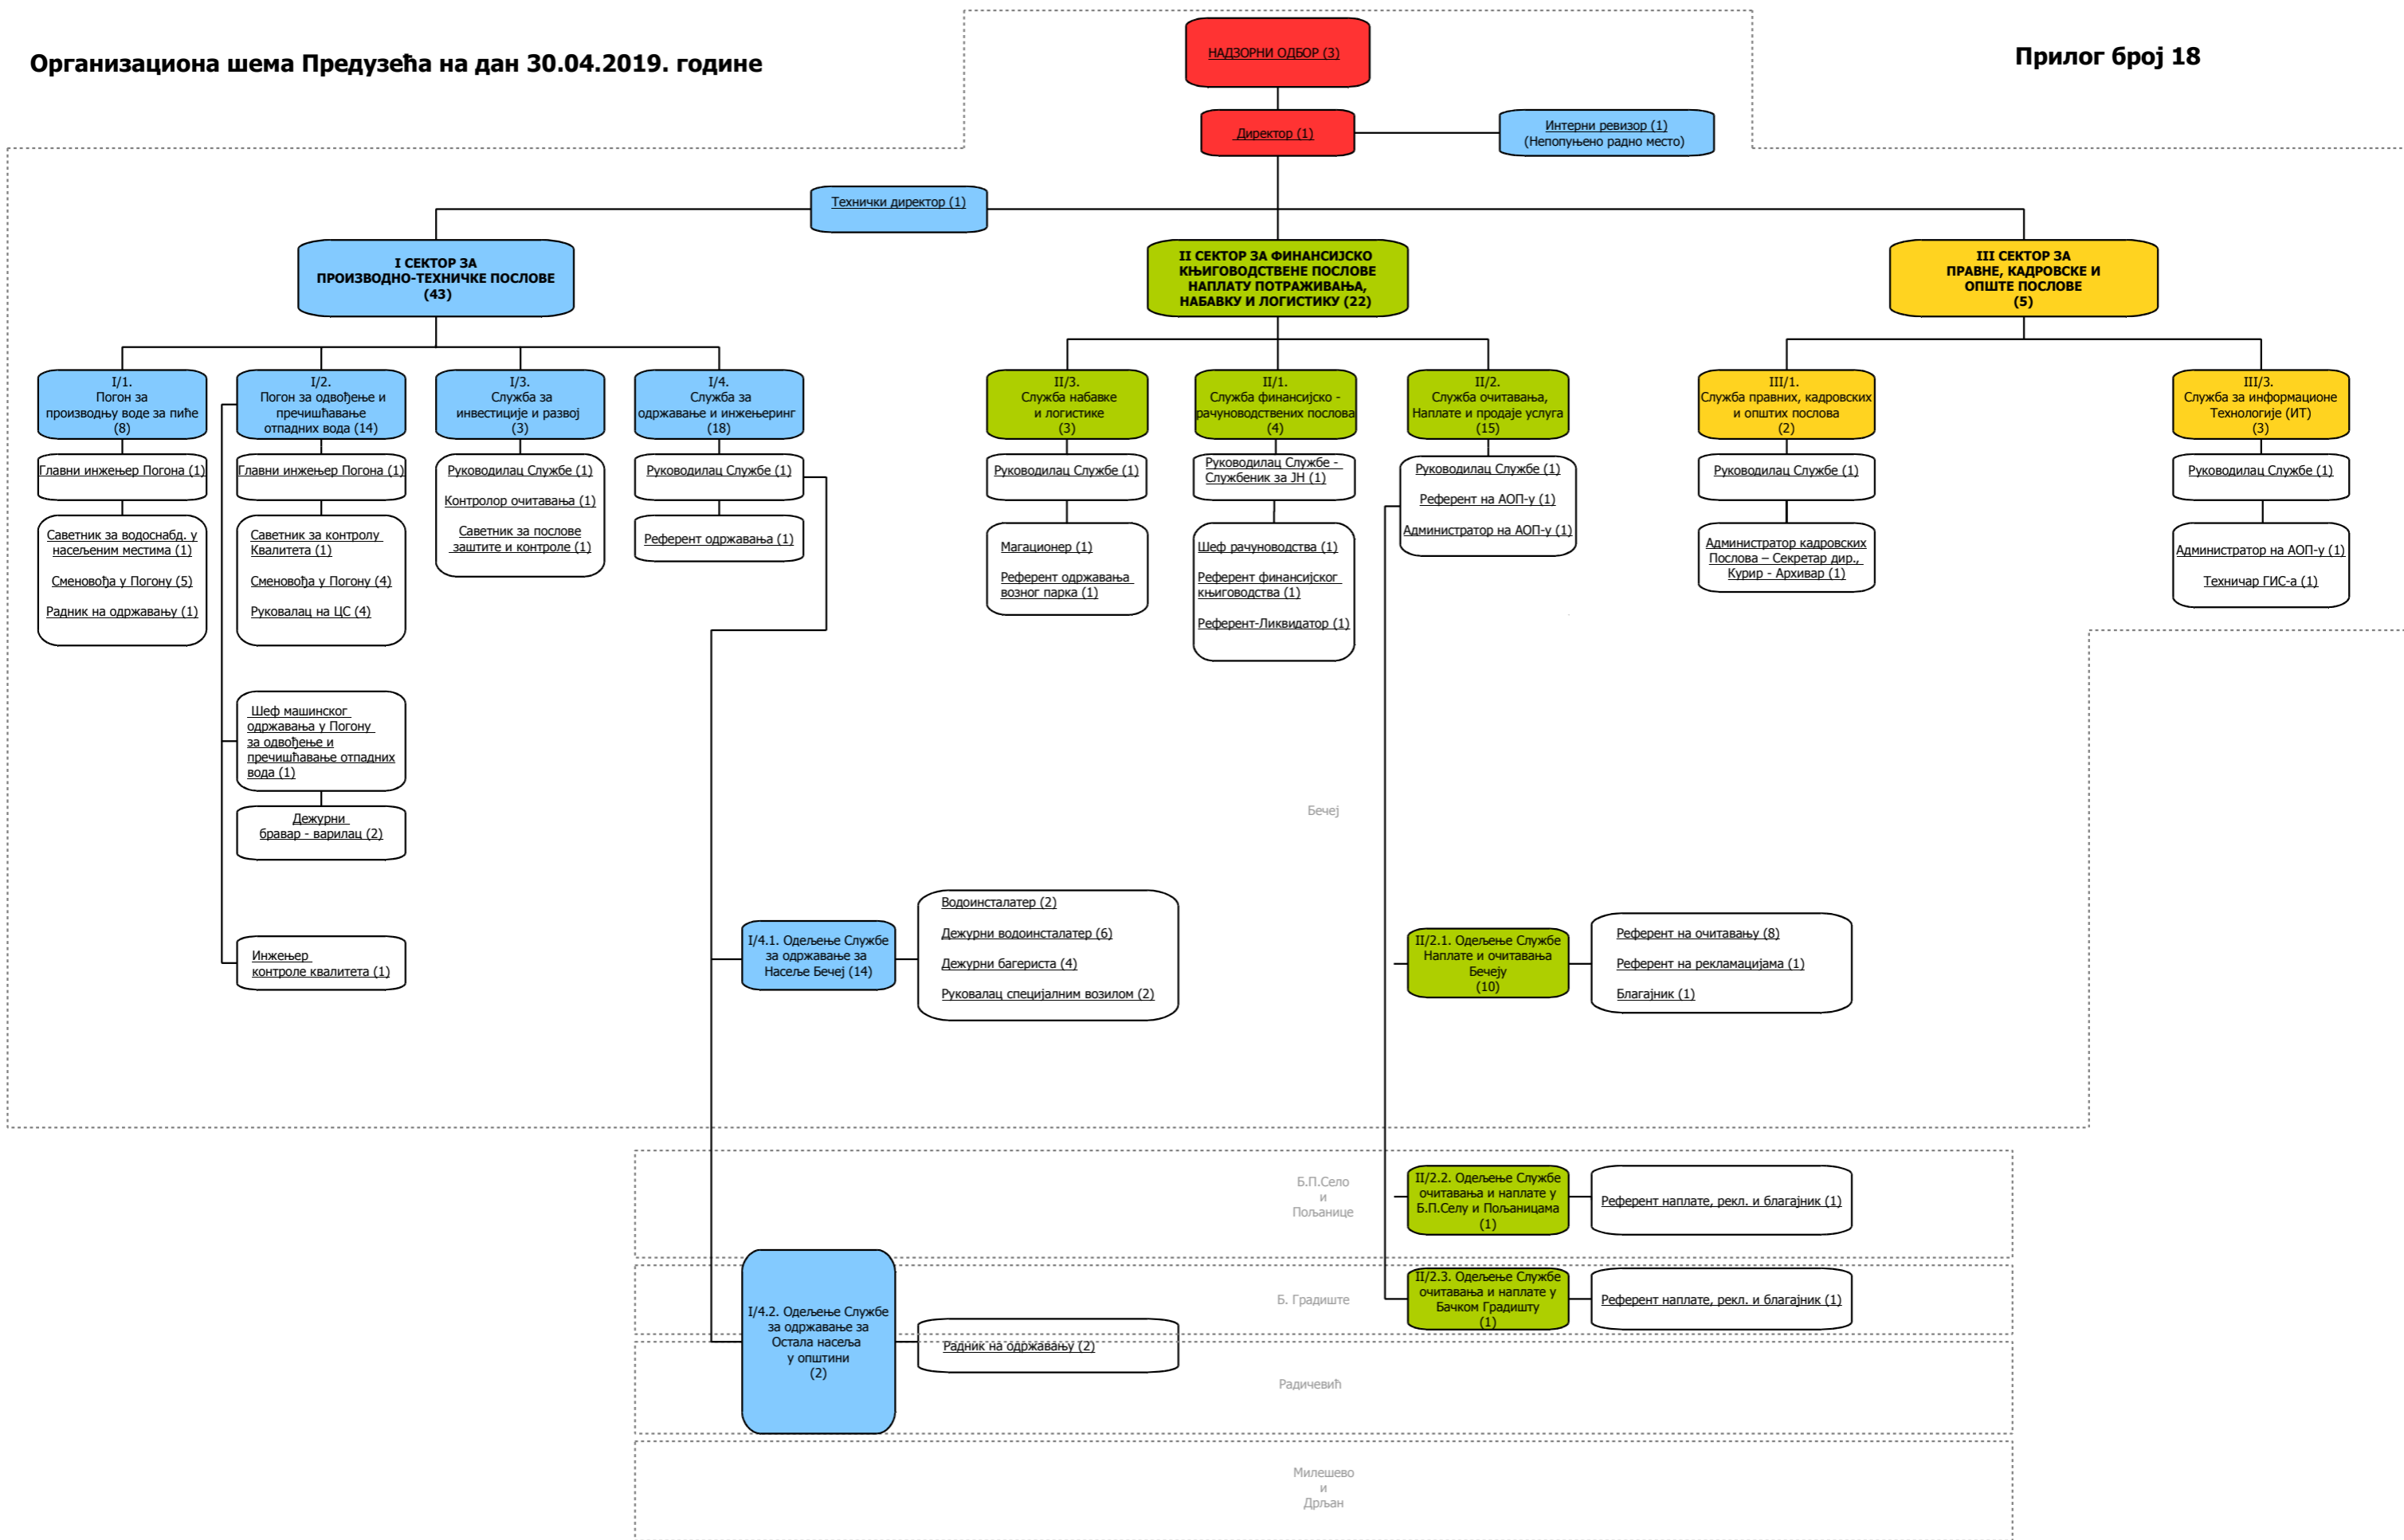 Организациона шема Предузећа на дан 30.04.2019. године
Прилог број 18
НАДЗОРНИ ОДБОР (3)
Директор (1)
Интерни ревизор (1)
(Непопуњено радно место)
Технички директор (1)
I СЕКТОР ЗА
ПРОИЗВОДНО-ТЕХНИЧКЕ ПОСЛОВЕ
(43)
II СЕКТОР ЗА ФИНАНСИЈСКО
КЊИГОВОДСТВЕНЕ ПОСЛОВЕ
НАПЛАТУ ПОТРАЖИВАЊА,
НАБАВКУ И ЛОГИСТИКУ (22)
III СЕКТОР ЗА
ПРАВНЕ, КАДРОВСКЕ И
ОПШТЕ ПОСЛОВЕ
(5)
I/1.
Погон за
производњу воде за пиће
(8)
I/2.
Погон за одвођење и
пречишћавање
отпадних вода (14)
I/3.
Служба за
инвестиције и развој
(3)
I/4.
Служба за
одржавање и инжењеринг
(18)
II/3.
Служба набавке
и логистике
(3)
II/1.
Служба финансијско -
рачуноводствених послова
(4)
II/2.
Служба очитавања,
Наплате и продаје услуга
(15)
III/1.
Служба правних, кадровских
и општих послова
(2)
III/3.
Служба за информационе
Технологије (ИТ)
(3)
Главни инжењер Погона (1)
Главни инжењер Погона (1)
Руководилац Службе (1)
Контролор очитавања (1)
Саветник за послове
заштите и контроле (1)
Руководилац Службе (1)
Руководилац Службе (1)
Руководилац Службе -
Службеник за ЈН (1)
Руководилац Службе (1)
Референт на АОП-у (1)
Администратор на АОП-у (1)
Руководилац Службе (1)
Руководилац Службе (1)
Саветник за водоснабд. у
насељеним местима (1)
Сменовођа у Погону (5)
Радник на одржавању (1)
Саветник за контролу
Квалитета (1)
Сменовођа у Погону (4)
Руковалац на ЦС (4)
Референт одржавања (1)
Магационер (1)
Референт одржавања
возног парка (1)
Шеф рачуноводства (1)
Референт финансијског
књиговодства (1)
Референт-Ликвидатор (1)
Администратор кадровских
Послова – Секретар дир.,
Курир - Архивар (1)
Администратор на АОП-у (1)
Техничар ГИС-а (1)
Шеф машинског
одржавања у Погону
за одвођење и
пречишћавање отпадних
вода (1)
Дежурни
бравар - варилац (2)
Бечеј
Инжењер
контроле квалитета (1)
I/4.1. Одељење Службе
за одржавање за
Насеље Бечеј (14)
Водоинсталатер (2)
Дежурни водоинсталатер (6)
Дежурни багериста (4)
Руковалац специјалним возилом (2)
II/2.1. Одељење Службе
Наплате и очитавања
Бечеју
(10)
Референт на очитавању (8)
Референт на рекламацијама (1)
Благајник (1)
Б.П.Село
и
Пољанице
II/2.2. Одељење Службе
очитавања и наплате у
Б.П.Селу и Пољаницама
(1)
Референт наплате, рекл. и благајник (1)
Б. Градиште
II/2.3. Одељење Службе
очитавања и наплате у
Бачком Градишту
(1)
Референт наплате, рекл. и благајник (1)
I/4.2. Одељење Службе
за одржавање за
Остала насеља
у општини
(2)
Радник на одржавању (2)
Радичевић
Милешево
и
Дрљан